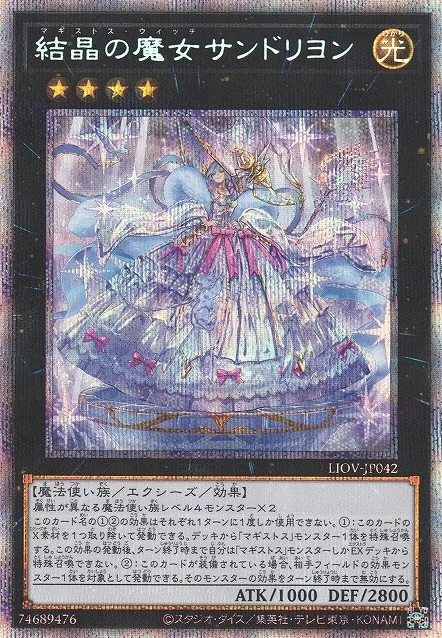 マギストス・ウィッチ
結晶の魔女サンドリヨン
光
LIOV-JP042
【魔法使い族/エクシーズ/効果】
属性が異なる魔法使い族レベル4モンスター×2
このカード名の①②の効果はそれぞれ1ターンに1度しか使用できない。①:このカードの
X素材を1つ取り除いて発動できる。デッキから「マギストス」モンスター1体を特殊召喚
する。この効果の発動後、ターン終了時まで自分は「マギストス」モンスターしかEXデッキから
特殊召喚できない。②:このカードが装備されている場合、相手フィールドの効果モン
スター1体を対象として発動できる。そのモンスターの効果をターン終了時まで無効にする。
ATK/1000 DEF/2800
74689476
©スタジオ・ダイス/集英社・テレビ東京・KONAMI